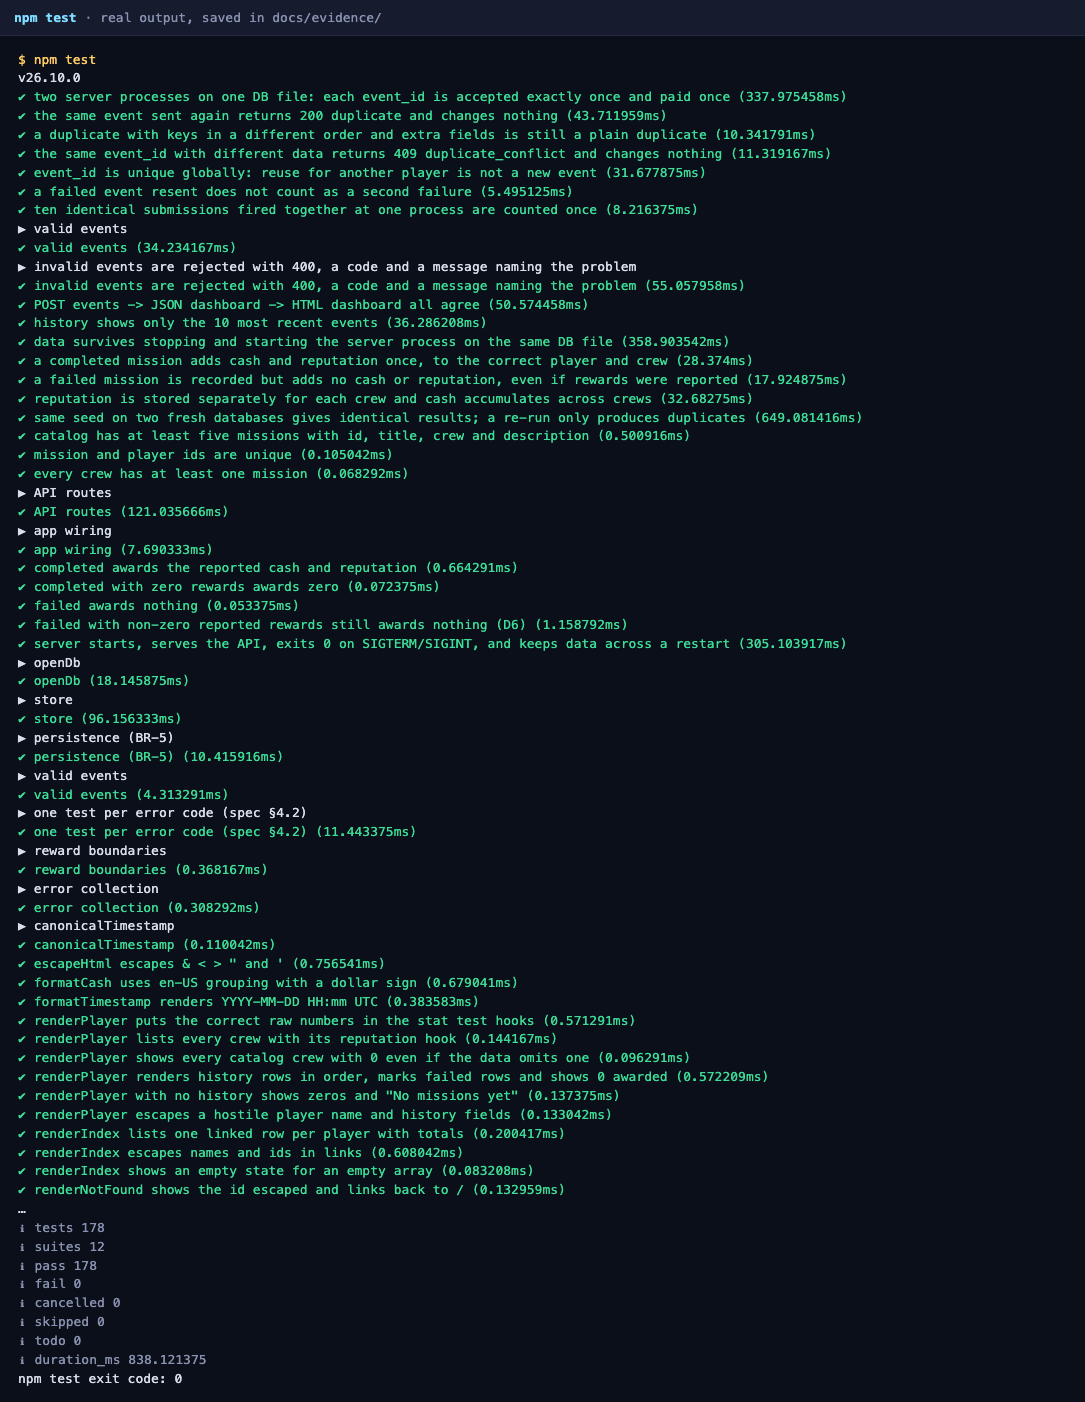 npm test · real output, saved in docs/evidence/
$ npm test
v26.10.0
✔ two server processes on one DB file: each event_id is accepted exactly once and paid once (337.975458ms)
✔ the same event sent again returns 200 duplicate and changes nothing (43.711959ms)
✔ a duplicate with keys in a different order and extra fields is still a plain duplicate (10.341791ms)
✔ the same event_id with different data returns 409 duplicate_conflict and changes nothing (11.319167ms)
✔ event_id is unique globally: reuse for another player is not a new event (31.677875ms)
✔ a failed event resent does not count as a second failure (5.495125ms)
✔ ten identical submissions fired together at one process are counted once (8.216375ms)
▶ valid events
✔ valid events (34.234167ms)
▶ invalid events are rejected with 400, a code and a message naming the problem
✔ invalid events are rejected with 400, a code and a message naming the problem (55.057958ms)
✔ POST events -> JSON dashboard -> HTML dashboard all agree (50.574458ms)
✔ history shows only the 10 most recent events (36.286208ms)
✔ data survives stopping and starting the server process on the same DB file (358.903542ms)
✔ a completed mission adds cash and reputation once, to the correct player and crew (28.374ms)
✔ a failed mission is recorded but adds no cash or reputation, even if rewards were reported (17.924875ms)
✔ reputation is stored separately for each crew and cash accumulates across crews (32.68275ms)
✔ same seed on two fresh databases gives identical results; a re-run only produces duplicates (649.081416ms)
✔ catalog has at least five missions with id, title, crew and description (0.500916ms)
✔ mission and player ids are unique (0.105042ms)
✔ every crew has at least one mission (0.068292ms)
▶ API routes
✔ API routes (121.035666ms)
▶ app wiring
✔ app wiring (7.690333ms)
✔ completed awards the reported cash and reputation (0.664291ms)
✔ completed with zero rewards awards zero (0.072375ms)
✔ failed awards nothing (0.053375ms)
✔ failed with non-zero reported rewards still awards nothing (D6) (1.158792ms)
✔ server starts, serves the API, exits 0 on SIGTERM/SIGINT, and keeps data across a restart (305.103917ms)
▶ openDb
✔ openDb (18.145875ms)
▶ store
✔ store (96.156333ms)
▶ persistence (BR-5)
✔ persistence (BR-5) (10.415916ms)
▶ valid events
✔ valid events (4.313291ms)
▶ one test per error code (spec §4.2)
✔ one test per error code (spec §4.2) (11.443375ms)
▶ reward boundaries
✔ reward boundaries (0.368167ms)
▶ error collection
✔ error collection (0.308292ms)
▶ canonicalTimestamp
✔ canonicalTimestamp (0.110042ms)
✔ escapeHtml escapes & < > " and ' (0.756541ms)
✔ formatCash uses en-US grouping with a dollar sign (0.679041ms)
✔ formatTimestamp renders YYYY-MM-DD HH:mm UTC (0.383583ms)
✔ renderPlayer puts the correct raw numbers in the stat test hooks (0.571291ms)
✔ renderPlayer lists every crew with its reputation hook (0.144167ms)
✔ renderPlayer shows every catalog crew with 0 even if the data omits one (0.096291ms)
✔ renderPlayer renders history rows in order, marks failed rows and shows 0 awarded (0.572209ms)
✔ renderPlayer with no history shows zeros and "No missions yet" (0.137375ms)
✔ renderPlayer escapes a hostile player name and history fields (0.133042ms)
✔ renderIndex lists one linked row per player with totals (0.200417ms)
✔ renderIndex escapes names and ids in links (0.608042ms)
✔ renderIndex shows an empty state for an empty array (0.083208ms)
✔ renderNotFound shows the id escaped and links back to / (0.132959ms)
…
ℹ tests 178
ℹ suites 12
ℹ pass 178
ℹ fail 0
ℹ cancelled 0
ℹ skipped 0
ℹ todo 0
ℹ duration_ms 838.121375
npm test exit code: 0